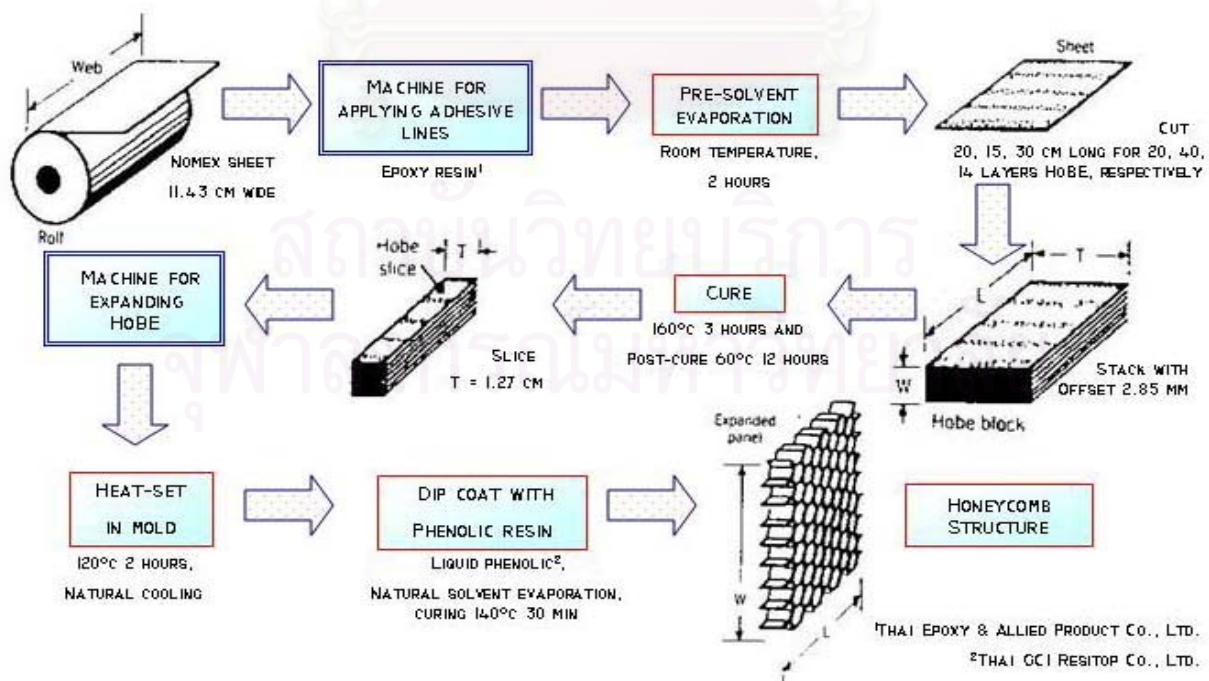 Web
NOMEX SHEET
11.43 CM WIDE
Roll
MACHINE FOR
APPLYING ADHESIVE
LINES
EPOXY RESIN¹
PRE-SOLVENT
EVAPORATION
ROOM TEMPERATURE,
2 HOURS
Sheet
CUT
20, 15, 30 CM LONG FOR 20, 40,
14 LAYERS HOBE, RESPECTIVELY
สถาบันวิทยบริการ
จุฬาลงกรณ์มหาวิทยาลัย
T
L
W
STACK WITH
OFFSET 2.85 MM
Hobe block
CURE
160°C 3 HOURS AND
POST-CURE 60°C 12 HOURS
Hobe
slice
T
SLICE
T = 1.27 CM
MACHINE FOR
EXPANDING
HOBE
HEAT-SET
IN MOLD
120°C 2 HOURS,
NATURAL COOLING
DIP COAT WITH
PHENOLIC RESIN
LIQUID PHENOLIC²,
NATURAL SOLVENT EVAPORATION,
CURING 140°C 30 MIN
Expanded
panel
W
L
HONEYCOMB
STRUCTURE
¹THAI EPOXY & ALLIED PRODUCT CO., LTD.
²THAI GCI RESITOP CO., LTD.